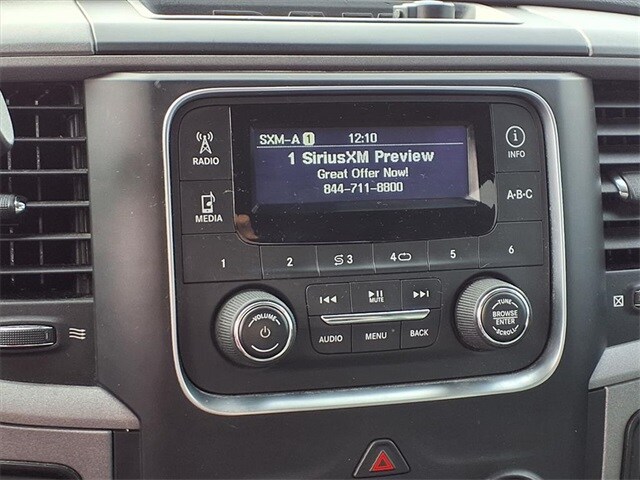 SXM-A 1 12:10
1 SiriusXM Preview
Great Offer Now!
844-711-8800
RADIO
MEDIA
INFO
A·B·C
1 2 3 4 5 6
VOLUME
MUTE
AUDIO MENU BACK
TUNE
BROWSE
ENTER
SCROLL